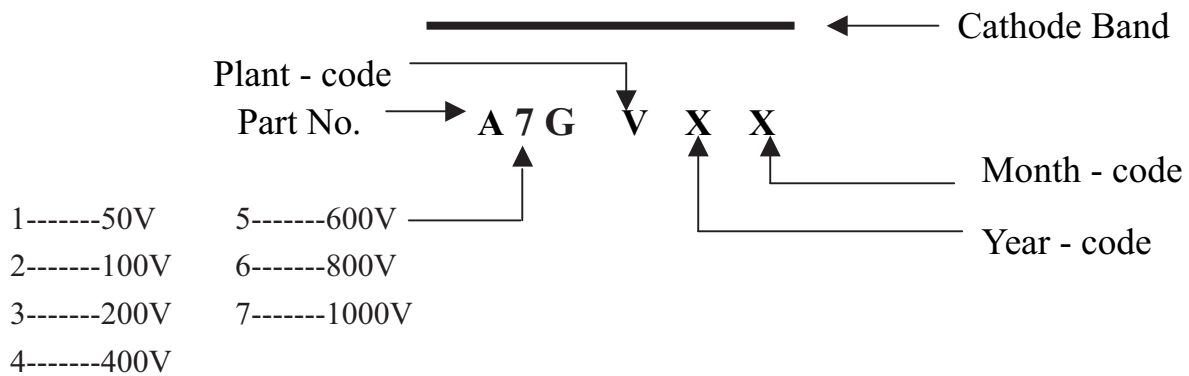 Cathode Band
Plant - code
Part No. A 7 G V X X
Month - code
Year - code
1-------50V 5-------600V
2-------100V 6-------800V
3-------200V 7-------1000V
4-------400V